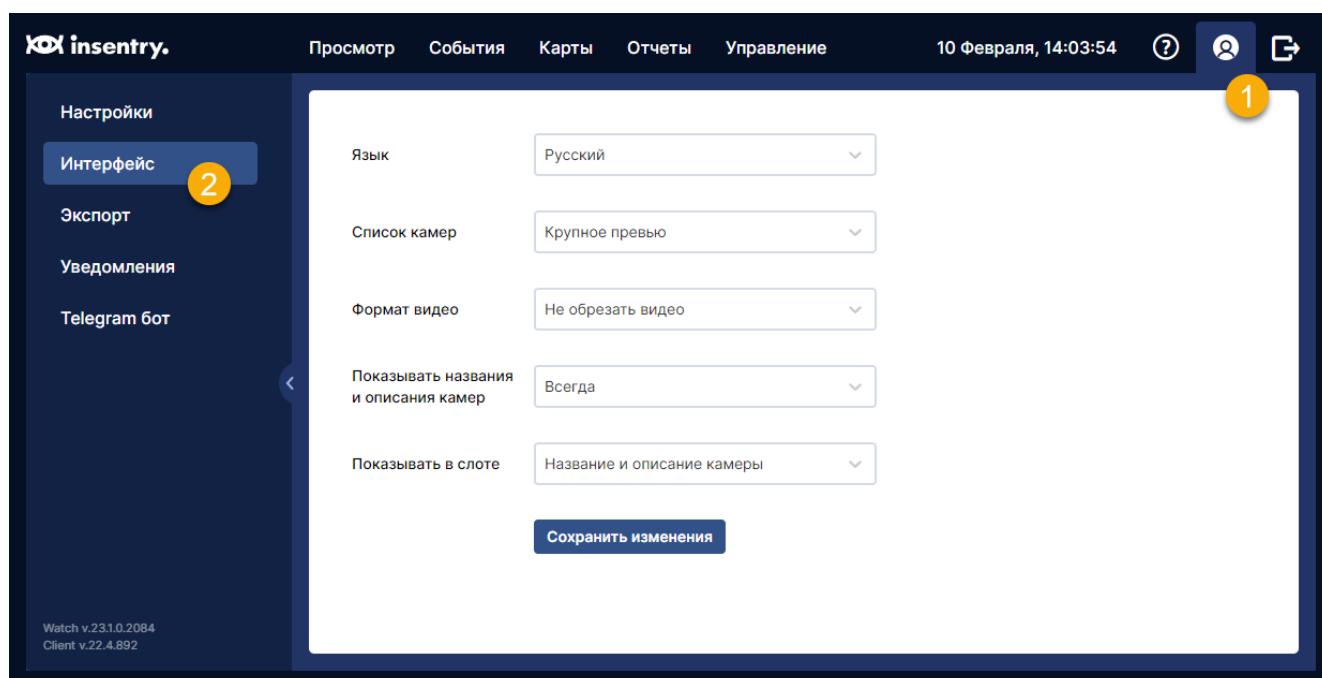 insentry.
Просмотр События Карты Отчеты Управление 10 Февраля, 14:03:54 ?
1
Настройки
Интерфейс
2
Экспорт
Уведомления
Telegram бот
Язык Русский
Список камер Крупное превью
Формат видео Не обрезать видео
Показывать названия
и описания камер Всегда
Показывать в слоте Название и описание камеры
Сохранить изменения
Watch v.23.1.0.2084
Client v.22.4.892